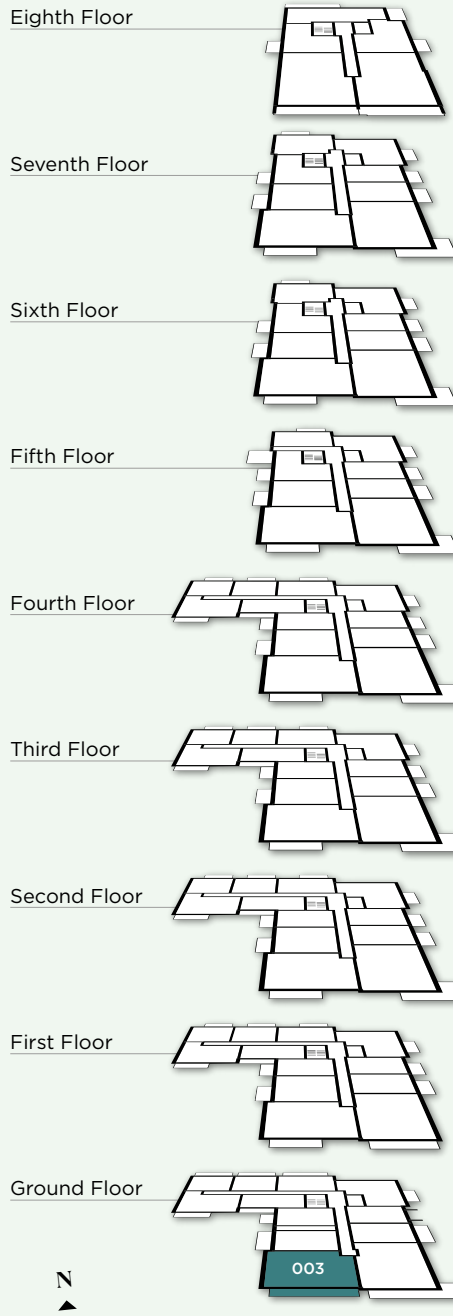 Eighth Floor
Seventh Floor
Sixth Floor
Fifth Floor
Fourth Floor
Third Floor
Second Floor
First Floor
Ground Floor
003
N